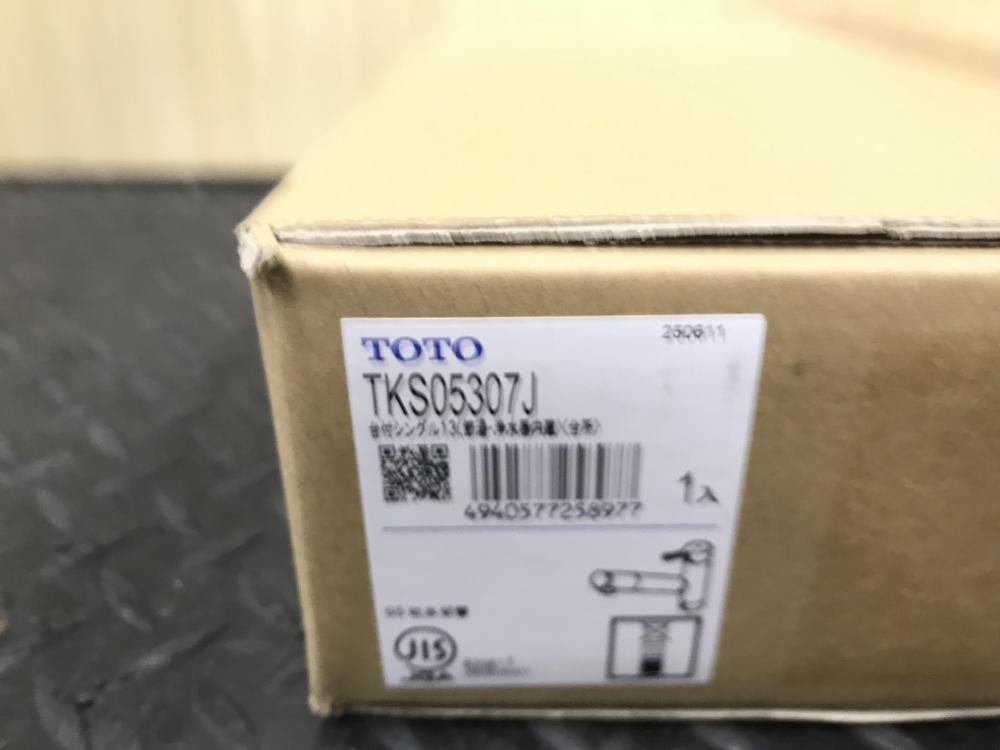 TOTO
250611
TKS05307J
台付シングル13(節湯・浄水器内蔵)(台所)
4940577258977
1入
JIS